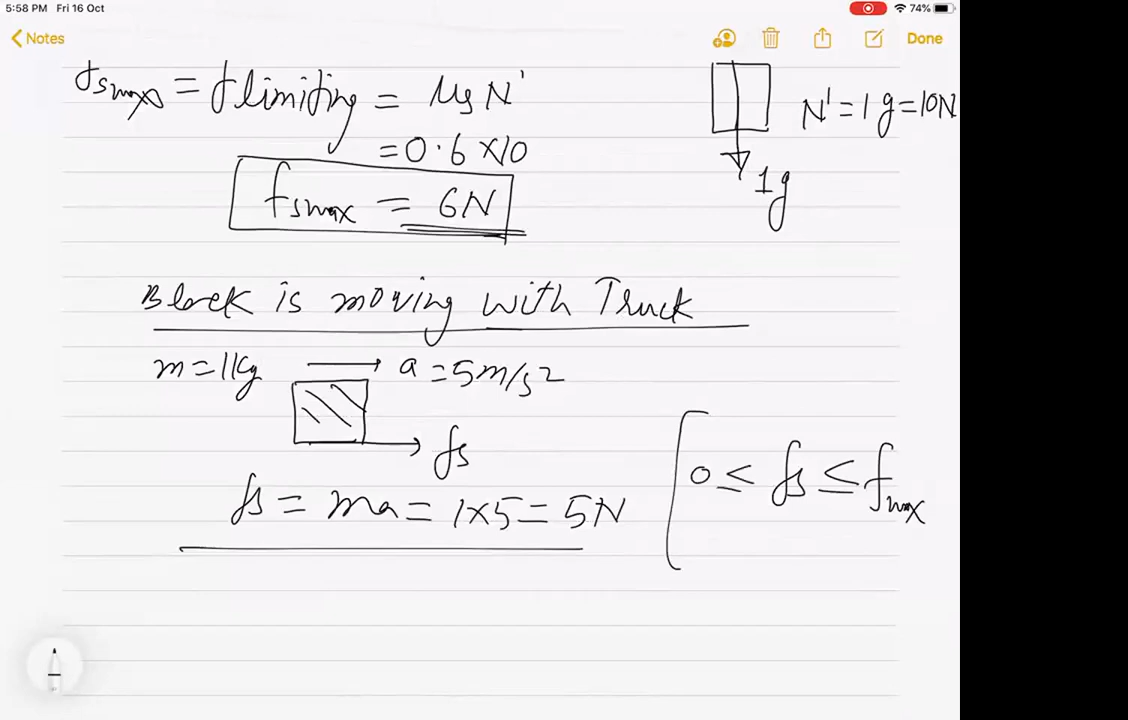 5:58 PM Fri 16 Oct
74%
Notes
Done
fsmax = flimiting = μs N'
N' = 1g = 10N
= 0.6 × 10
1g
fsmax = 6N
Block is moving with Truck
m = 1Kg
a = 5m/s2
fs
0 ≤ fs ≤ fmax
fs = ma = 1×5 = 5N